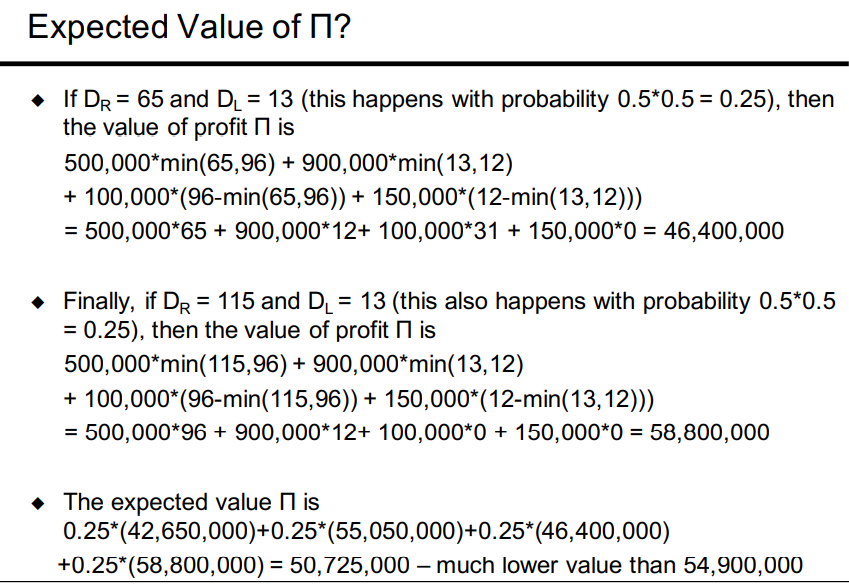 Expected Value of Π?
◆ If D_R = 65 and D_L = 13 (this happens with probability 0.5*0.5 = 0.25), then
the value of profit Π is
500,000*min(65,96) + 900,000*min(13,12)
+ 100,000*(96-min(65,96)) + 150,000*(12-min(13,12)))
= 500,000*65 + 900,000*12+ 100,000*31 + 150,000*0 = 46,400,000
◆ Finally, if D_R = 115 and D_L = 13 (this also happens with probability 0.5*0.5
= 0.25), then the value of profit Π is
500,000*min(115,96) + 900,000*min(13,12)
+ 100,000*(96-min(115,96)) + 150,000*(12-min(13,12)))
= 500,000*96 + 900,000*12+ 100,000*0 + 150,000*0 = 58,800,000
◆ The expected value Π is
0.25*(42,650,000)+0.25*(55,050,000)+0.25*(46,400,000)
+0.25*(58,800,000) = 50,725,000 – much lower value than 54,900,000